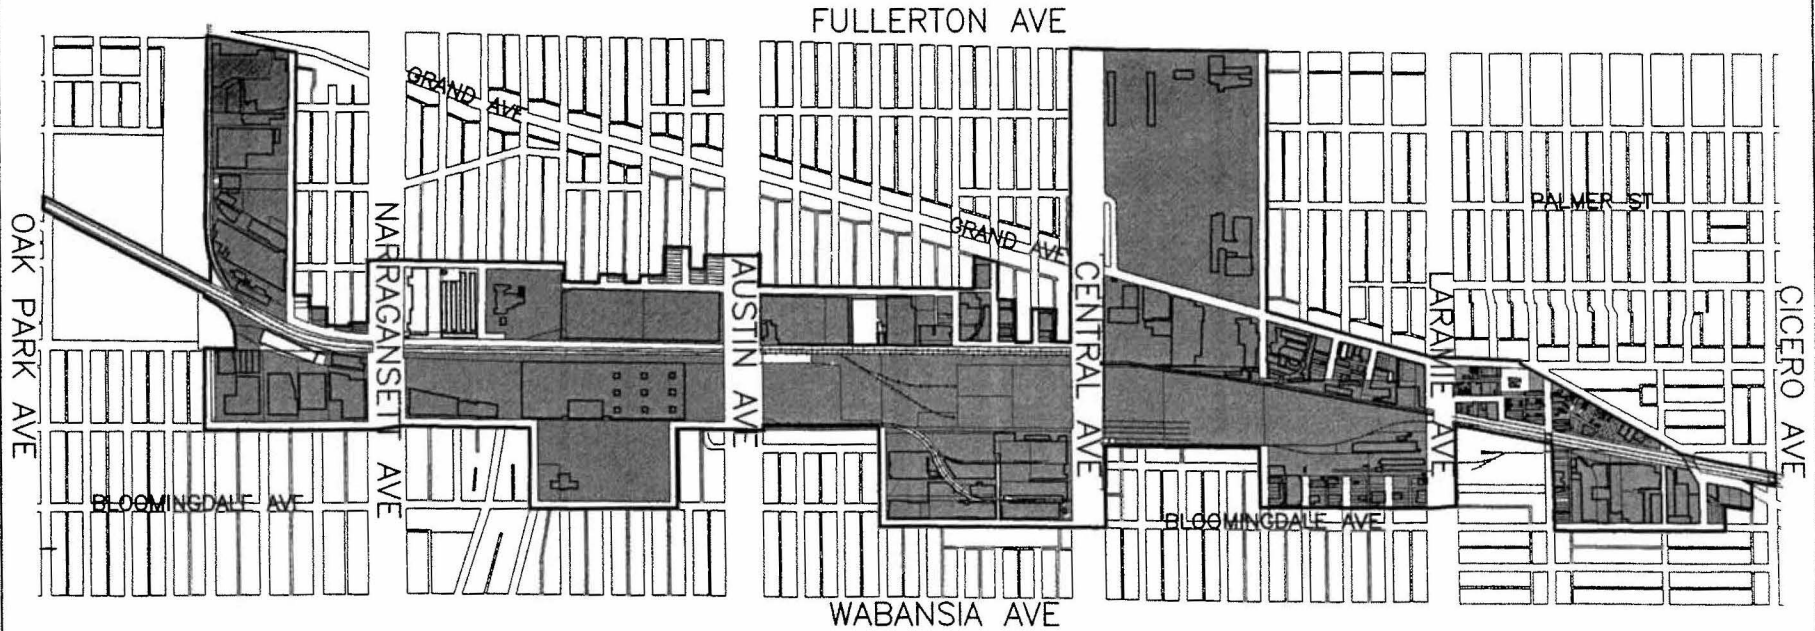 FULLERTON AVE
GRAND AVE
PALMER ST
OAK PARK AVE
NARRAGANSET AVE
AUSTIN AVE
GRAND AVE
CENTRAL AVE
LARAMIE AVE
CICERO AVE
BLOOMINGDALE AVE
BLOOMINGDALE AVE
WABANSIA AVE